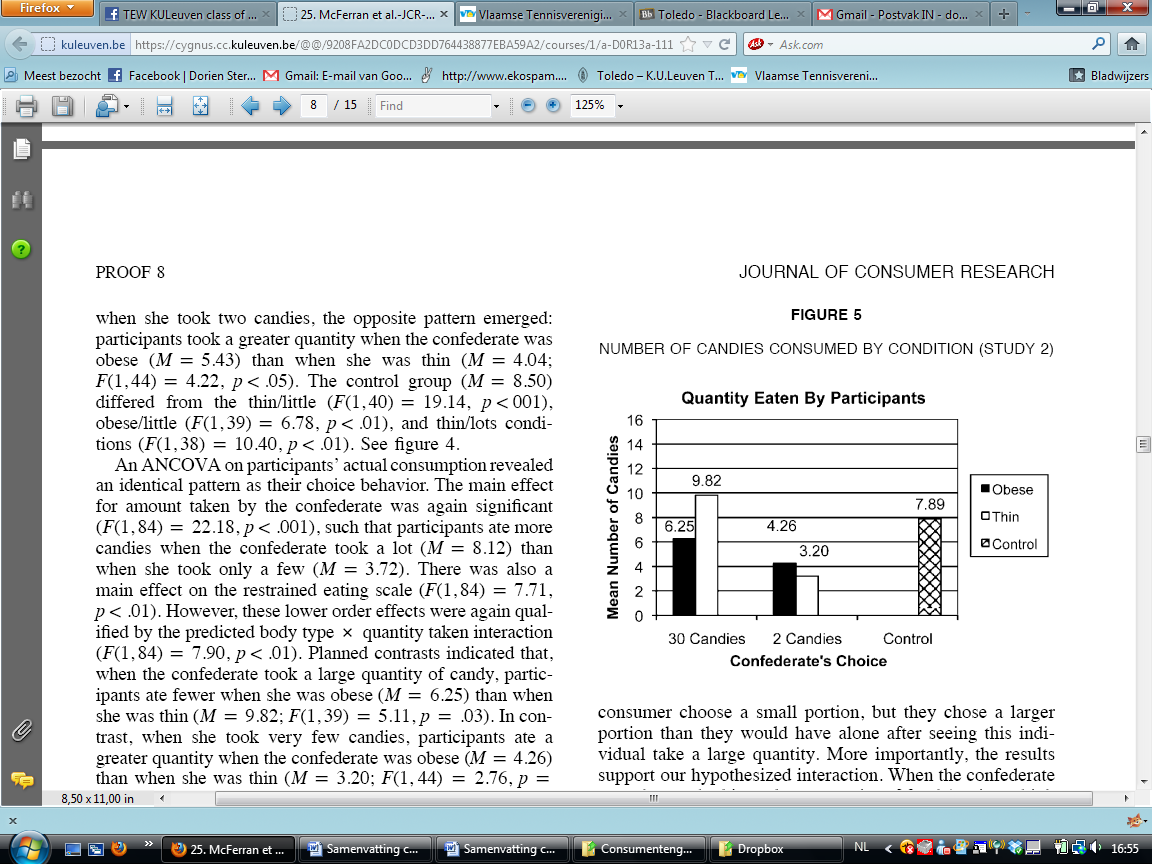 Firefox
TEW KULeuven class of ...
25. McFerran et al.-JCR-...
Vlaamse Tennisverenigi...
Toledo - Blackboard Le...
Gmail - Postvak IN - do...
kuleuven.be
https://cygnus.cc.kuleuven.be/@@/9208FA2DC0DCD3DD764438877EBA59A2/courses/1/a-D0R13a-111
Ask.com
Meest bezocht
Facebook | Dorien Ster...
Gmail: E-mail van Goo...
http://www.ekospam....
Toledo – K.U.Leuven T...
Vlaamse Tennisvereni...
Bladwijzers
8 / 15
Find
125%
PROOF 8
JOURNAL OF CONSUMER RESEARCH
when she took two candies, the opposite pattern emerged:
participants took a greater quantity when the confederate was
obese (M = 5.43) than when she was thin (M = 4.04;
F(1,44) = 4.22, p < .05). The control group (M = 8.50)
differed from the thin/little (F(1,40) = 19.14, p <001),
obese/little (F(1,39) = 6.78, p < .01), and thin/lots condi-
tions (F(1,38) = 10.40, p < .01). See figure 4.
An ANCOVA on participants' actual consumption revealed
an identical pattern as their choice behavior. The main effect
for amount taken by the confederate was again significant
(F(1,84) = 22.18, p < .001), such that participants ate more
candies when the confederate took a lot (M = 8.12) than
when she took only a few (M = 3.72). There was also a
main effect on the restrained eating scale (F(1,84) = 7.71,
p < .01). However, these lower order effects were again qual-
ified by the predicted body type × quantity taken interaction
(F(1,84) = 7.90, p < .01). Planned contrasts indicated that,
when the confederate took a large quantity of candy, partic-
ipants ate fewer when she was obese (M = 6.25) than when
she was thin (M = 9.82; F(1,39) = 5.11, p = .03). In con-
trast, when she took very few candies, participants ate a
greater quantity when the confederate was obese (M = 4.26)
than when she was thin (M = 3.20; F(1,44) = 2.76, p =
FIGURE 5
NUMBER OF CANDIES CONSUMED BY CONDITION (STUDY 2)
Quantity Eaten By Participants
Mean Number of Candies
16
14
12
10
8
6
4
2
0
6.25
9.82
4.26
3.20
7.89
30 Candies
2 Candies
Control
Confederate's Choice
Obese
Thin
Control
consumer choose a small portion, but they chose a larger
portion than they would have alone after seeing this indi-
vidual take a large quantity. More importantly, the results
support our hypothesized interaction. When the confederate
8,50 x 11,00 in
25. McFerran et ...
Samenvatting c...
Samenvatting c...
Consumenteng...
Dropbox
NL
16:55